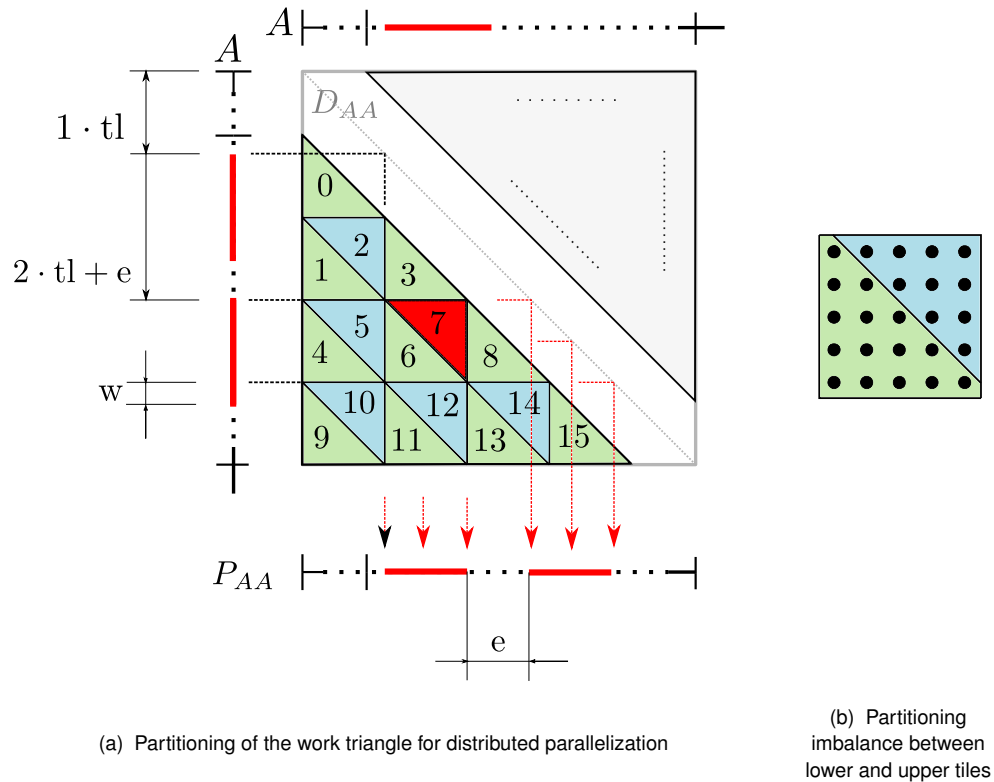 A
A
D_AA
1 · tl
0
2
1
3
2 · tl + e
5
7
4
6
8
w
10
12
14
9
11
13
15
P_AA
e
(a) Partitioning of the work triangle for distributed parallelization
(b) Partitioning
imbalance between
lower and upper tiles